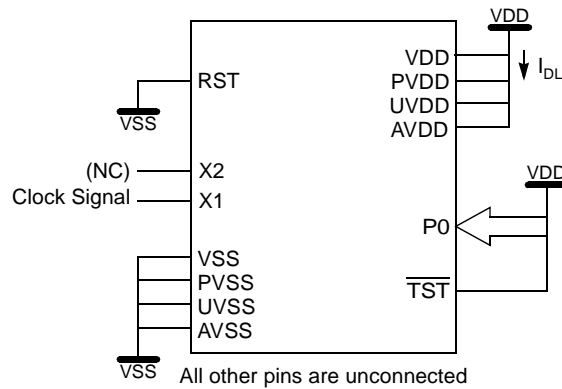 VDD
VDD
PVDD
UVDD
AVDD
I_DL
RST
VSS
(NC)
X2
Clock Signal
X1
VDD
P0
TST
VSS
PVSS
UVSS
AVSS
VSS
All other pins are unconnected